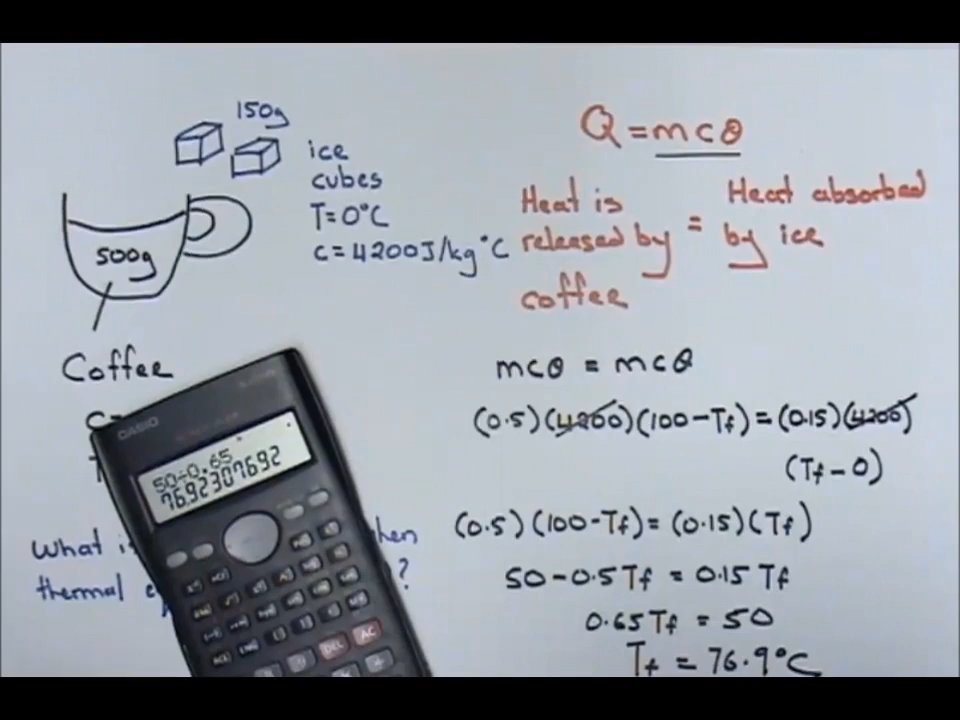 150g
ice
cubes
T=0°C
c=4200J/kg°C
500g
Coffee
c=
What is
hen
thermal e
?
Q=mcθ
Heat is
released by
coffee
=
Heat absorbed
by ice
mcθ = mcθ
(0.5)(4200)(100-Tf)=(0.15)(4200)
(Tf-0)
(0.5)(100-Tf)=(0.15)(Tf)
50-0.5Tf = 0.15Tf
0.65Tf = 50
Tf = 76.9°C
CASIO
50÷0.65
76.92307692
DEL
AC